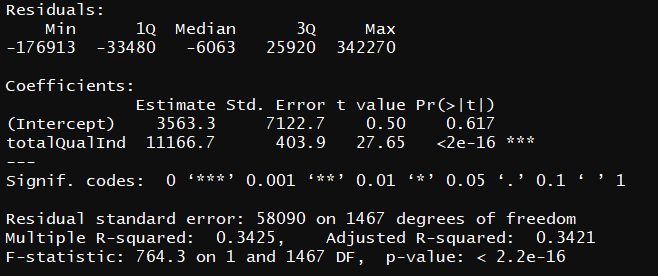 Residuals:
Min 1Q Median 3Q Max
-176913 -33480 -6063 25920 342270
Coefficients:
Estimate Std. Error t value Pr(>|t|)
(Intercept) 3563.3 7122.7 0.50 0.617
totalQualInd 11166.7 403.9 27.65 <2e-16 ***
---
Signif. codes: 0 ‘***’ 0.001 ‘**’ 0.01 ‘*’ 0.05 ‘.’ 0.1 ‘ ’ 1
Residual standard error: 58090 on 1467 degrees of freedom
Multiple R-squared: 0.3425, Adjusted R-squared: 0.3421
F-statistic: 764.3 on 1 and 1467 DF, p-value: < 2.2e-16